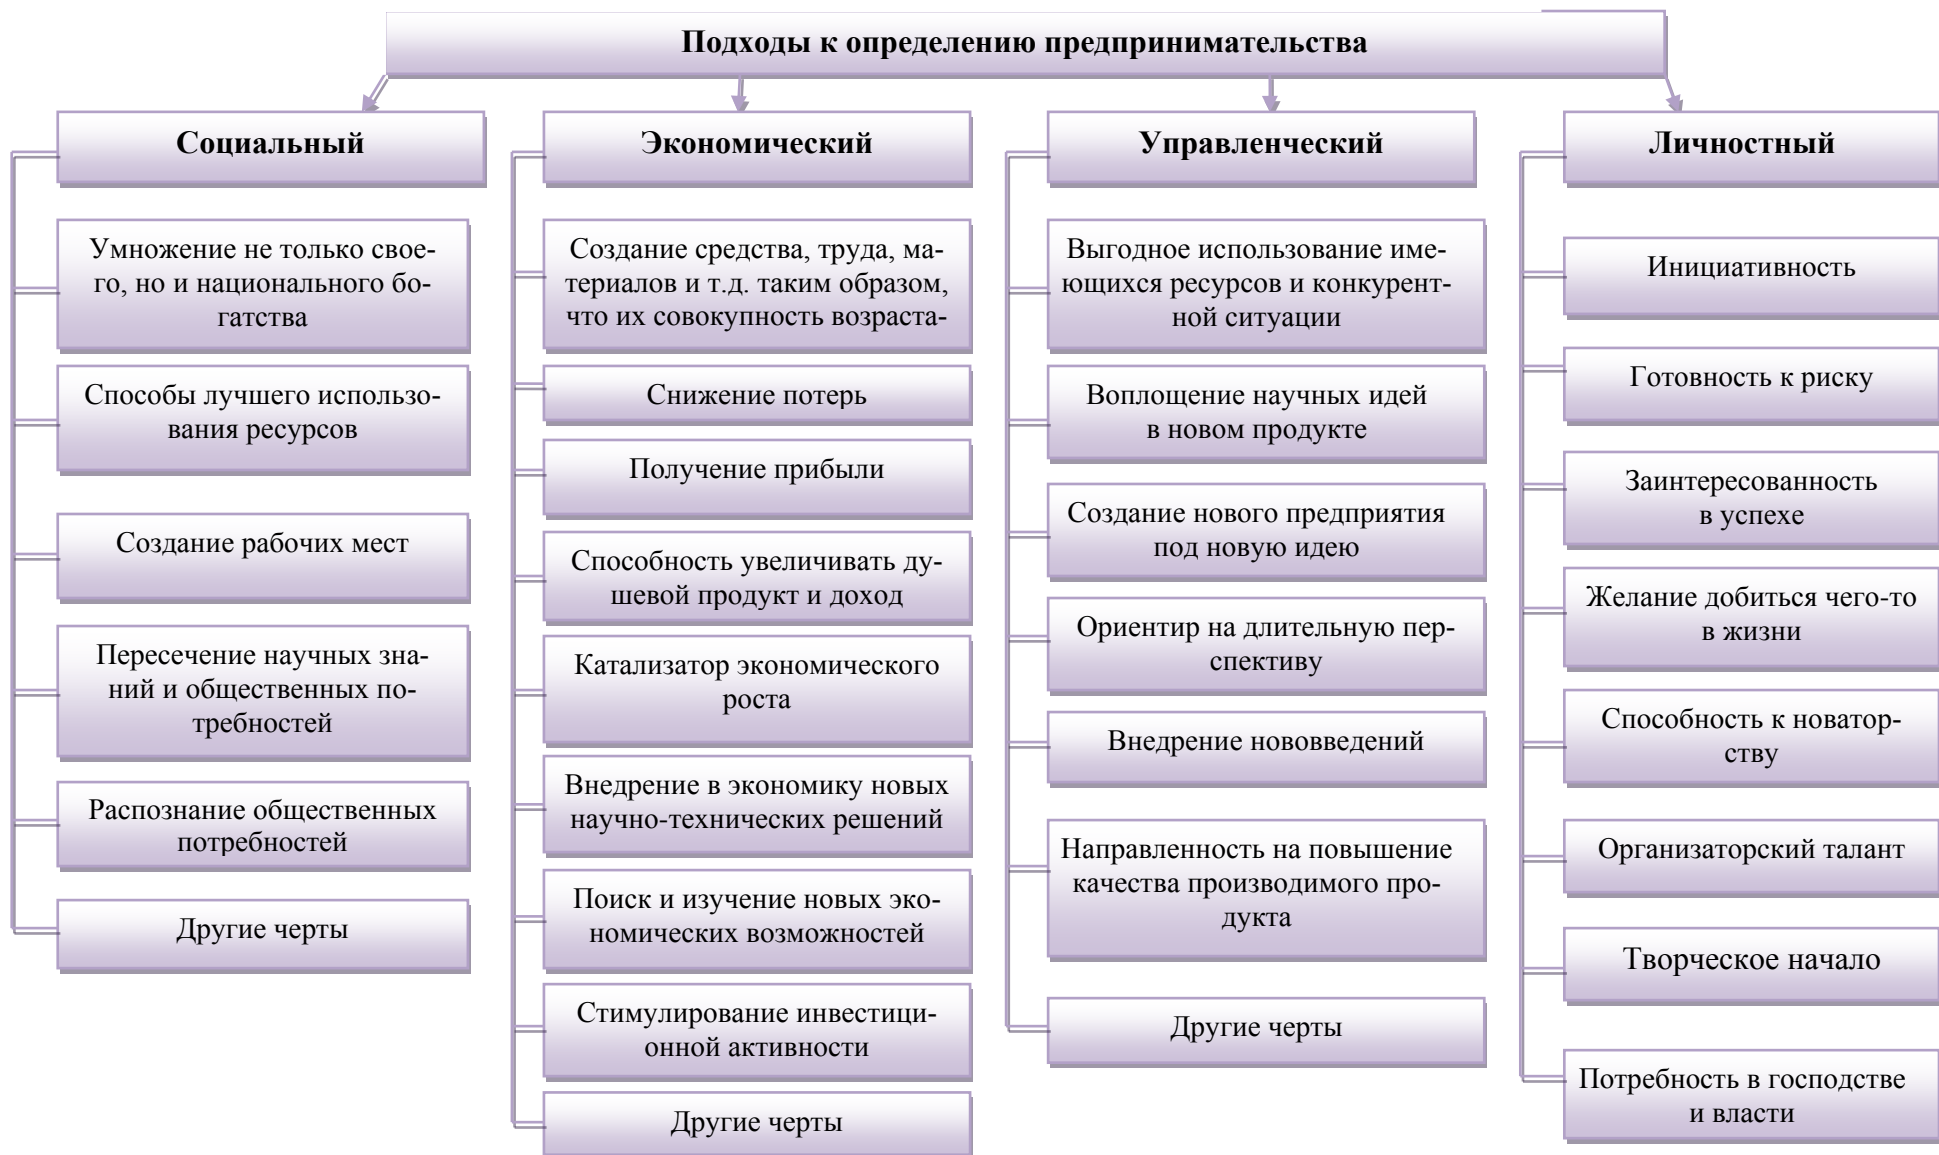 Подходы к определению предпринимательства
Социальный
Умножение не только свое-
го, но и национального бо-
гатства
Способы лучшего использо-
вания ресурсов
Создание рабочих мест
Пересечение научных зна-
ний и общественных по-
требностей
Распознание общественных
потребностей
Другие черты
Экономический
Создание средства, труда, ма-
териалов и т.д. таким образом,
что их совокупность возраста-
Снижение потерь
Получение прибыли
Способность увеличивать ду-
шевой продукт и доход
Катализатор экономического
роста
Внедрение в экономику новых
научно-технических решений
Поиск и изучение новых эко-
номических возможностей
Стимулирование инвестици-
онной активности
Другие черты
Управленческий
Выгодное использование име-
ющихся ресурсов и конкурент-
ной ситуации
Воплощение научных идей
в новом продукте
Создание нового предприятия
под новую идею
Ориентир на длительную пер-
спективу
Внедрение нововведений
Направленность на повышение
качества производимого про-
дукта
Другие черты
Личностный
Инициативность
Готовность к риску
Заинтересованность
в успехе
Желание добиться чего-то
в жизни
Способность к новатор-
ству
Организаторский талант
Творческое начало
Потребность в господстве
и власти